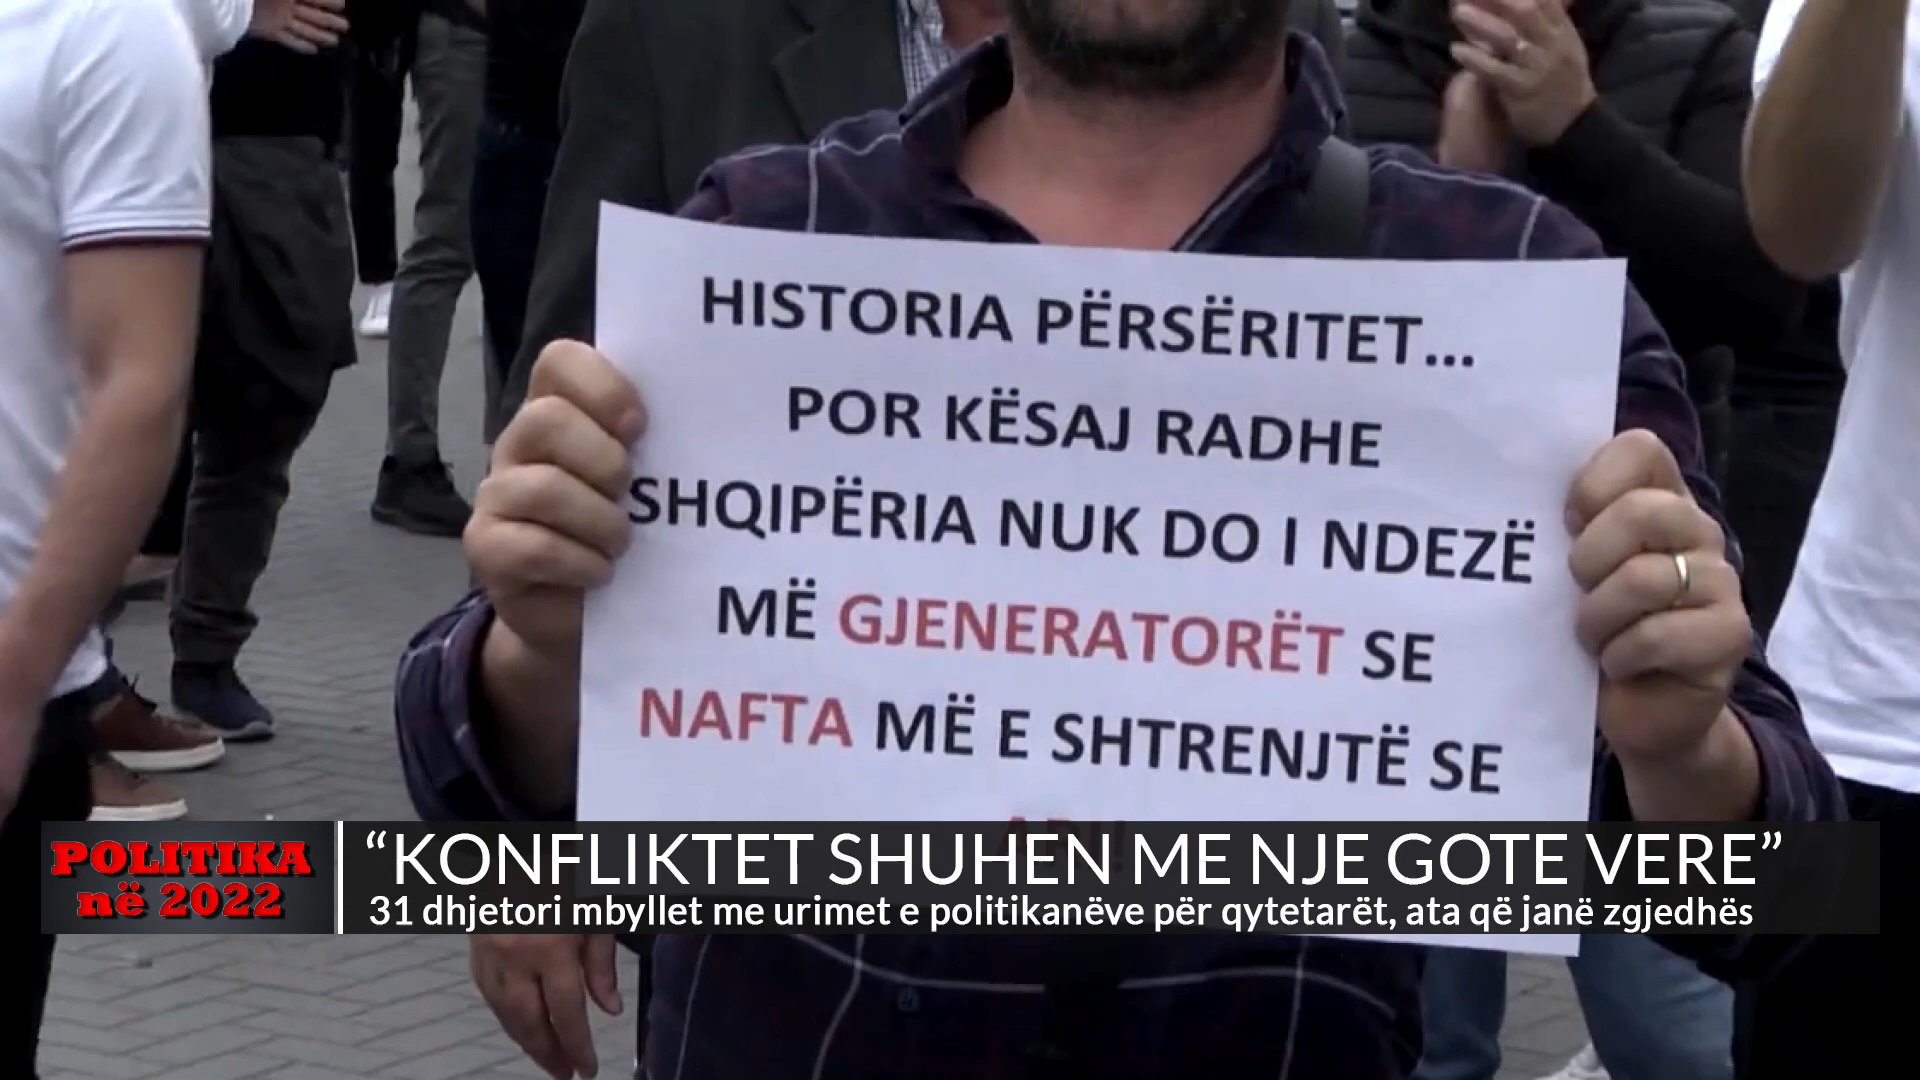 HISTORIA PËRSËRITET...
POR KËSAJ RADHE
SHQIPËRIA NUK DO I NDEZË
MË GJENERATORËT SE
NAFTA MË E SHTRENJTË SE
POLITIKA
në 2022
“KONFLIKTET SHUHEN ME NJE GOTE VERE”
31 dhjetori mbyllet me urimet e politikanëve për qytetarët, ata që janë zgjedhës